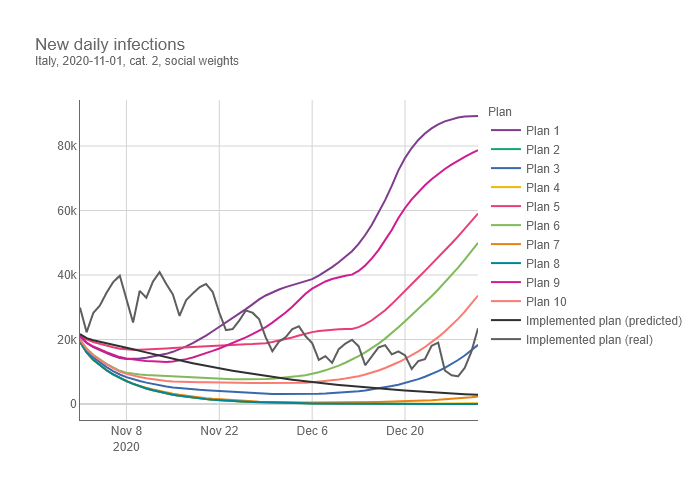 New daily infections
Italy, 2020-11-01, cat. 2, social weights
Plan
Plan 1
Plan 2
Plan 3
Plan 4
Plan 5
Plan 6
Plan 7
Plan 8
Plan 9
Plan 10
Implemented plan (predicted)
Implemented plan (real)
80k
60k
40k
20k
0
Nov 8
2020
Nov 22
Dec 6
Dec 20